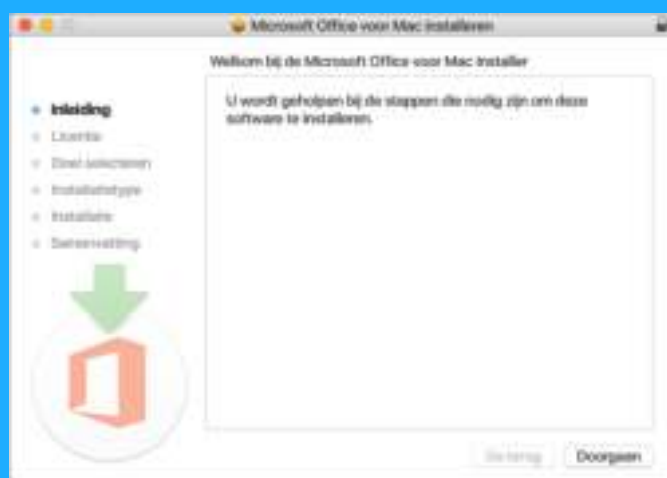 Microsoft Office voor Mac installeren
Welkom bij de Microsoft Office voor Mac Installer
Inleiding
Licentie
Doel selecteren
Installatietype
Installatie
Samenvatting
U wordt geholpen bij de stappen die nodig zijn om deze
software te installeren.
Ga terug
Doorgaan